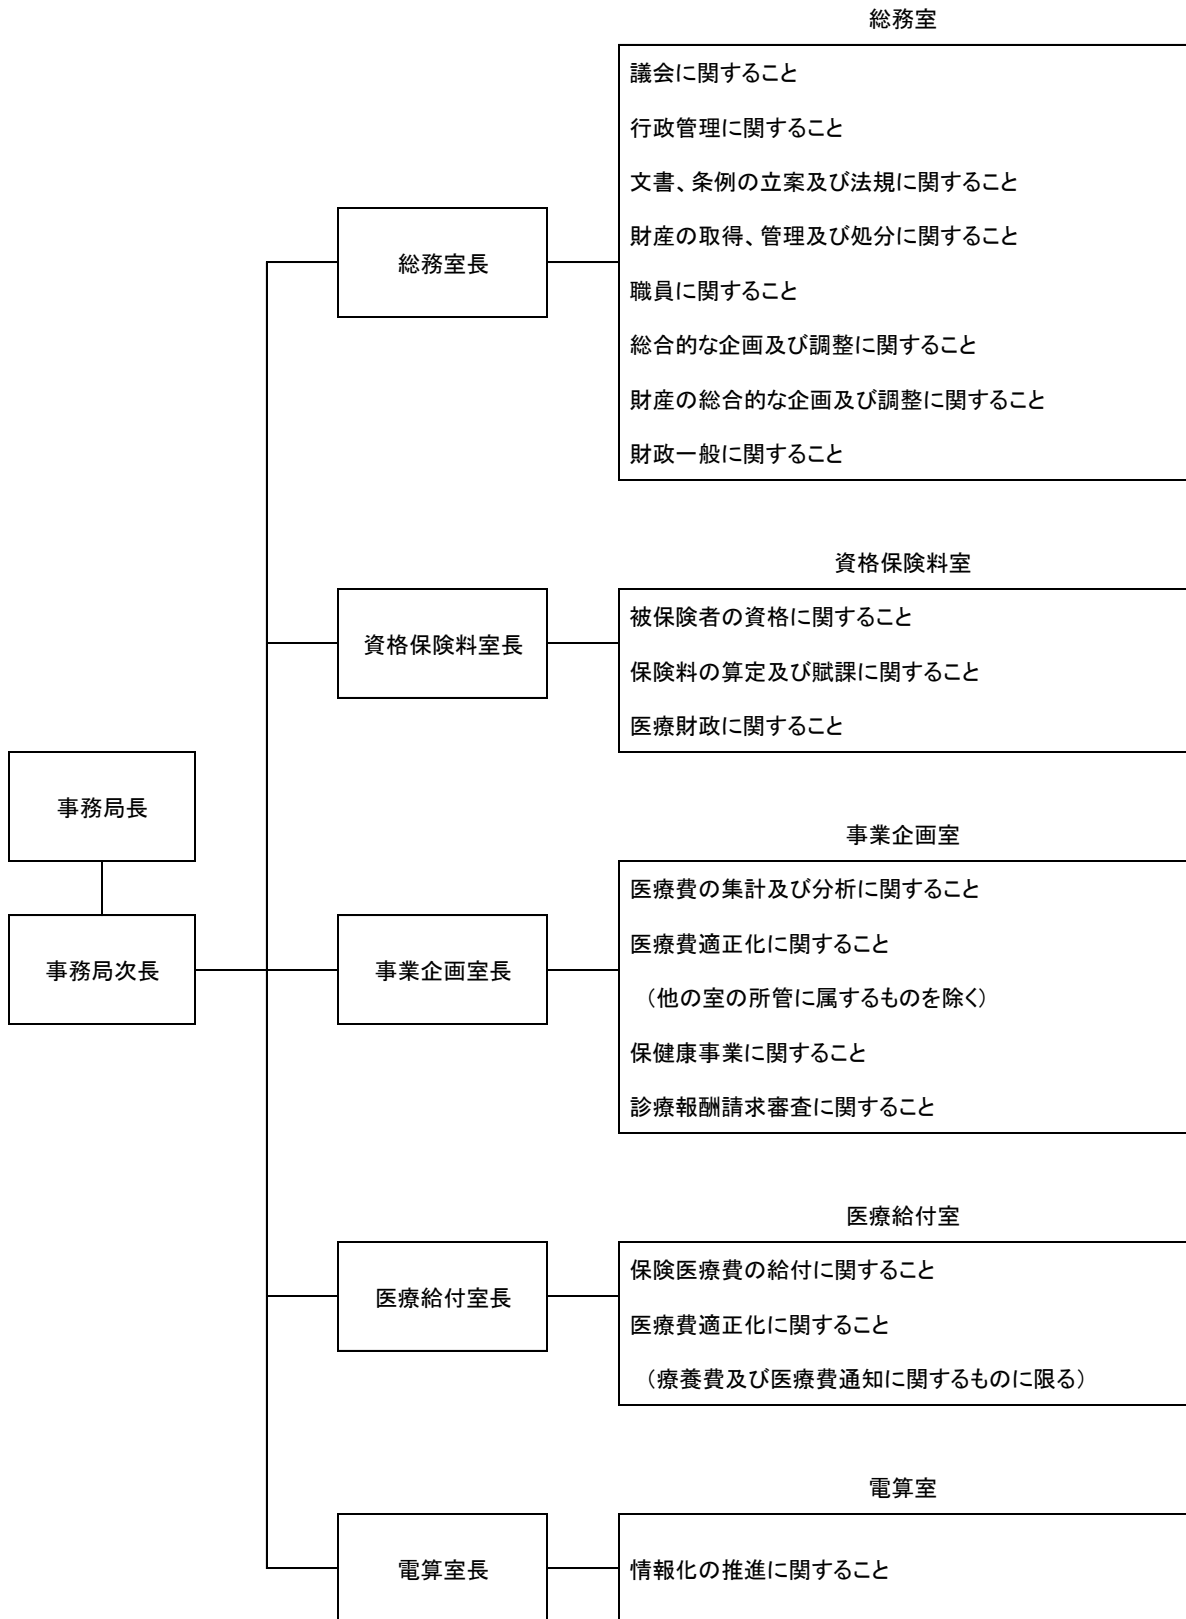 総務室
議会に関すること
行政管理に関すること
文書、条例の立案及び法規に関すること
財産の取得、管理及び処分に関すること
総務室長
職員に関すること
総合的な企画及び調整に関すること
財産の総合的な企画及び調整に関すること
財政一般に関すること
資格保険料室
被保険者の資格に関すること
資格保険料室長
保険料の算定及び賦課に関すること
医療財政に関すること
事務局長
事業企画室
医療費の集計及び分析に関すること
医療費適正化に関すること
事務局次長
事業企画室長
（他の室の所管に属するものを除く）
保健康事業に関すること
診療報酬請求審査に関すること
医療給付室
保険医療費の給付に関すること
医療給付室長
医療費適正化に関すること
（療養費及び医療費通知に関するものに限る）
電算室
電算室長
情報化の推進に関すること